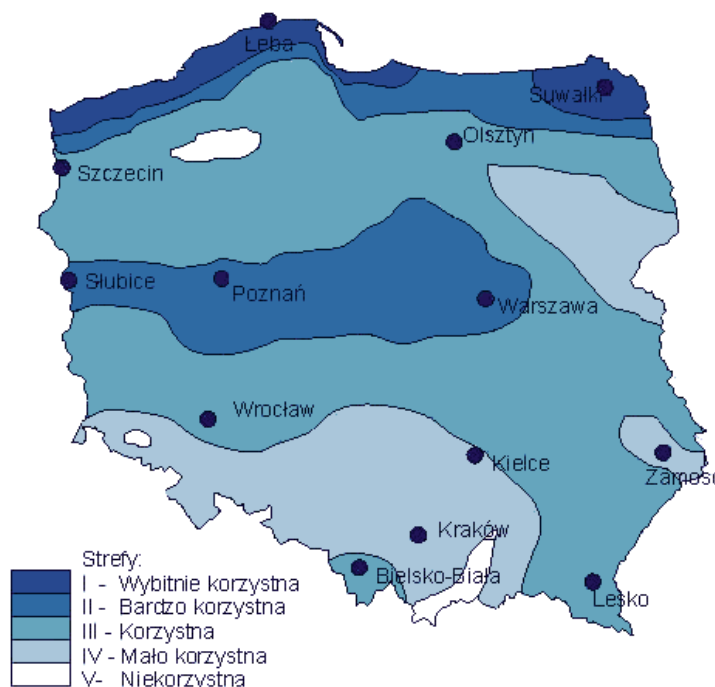 Łeba
Suwałki
Olsztyn
Szczecin
Słubice
Poznań
Warszawa
Wrocław
Kielce
Zamość
Kraków
Bielsko-Biała
Lesko
Strefy:
I - Wybitnie korzystna
II - Bardzo korzystna
III - Korzystna
IV - Mało korzystna
V- Niekorzystna